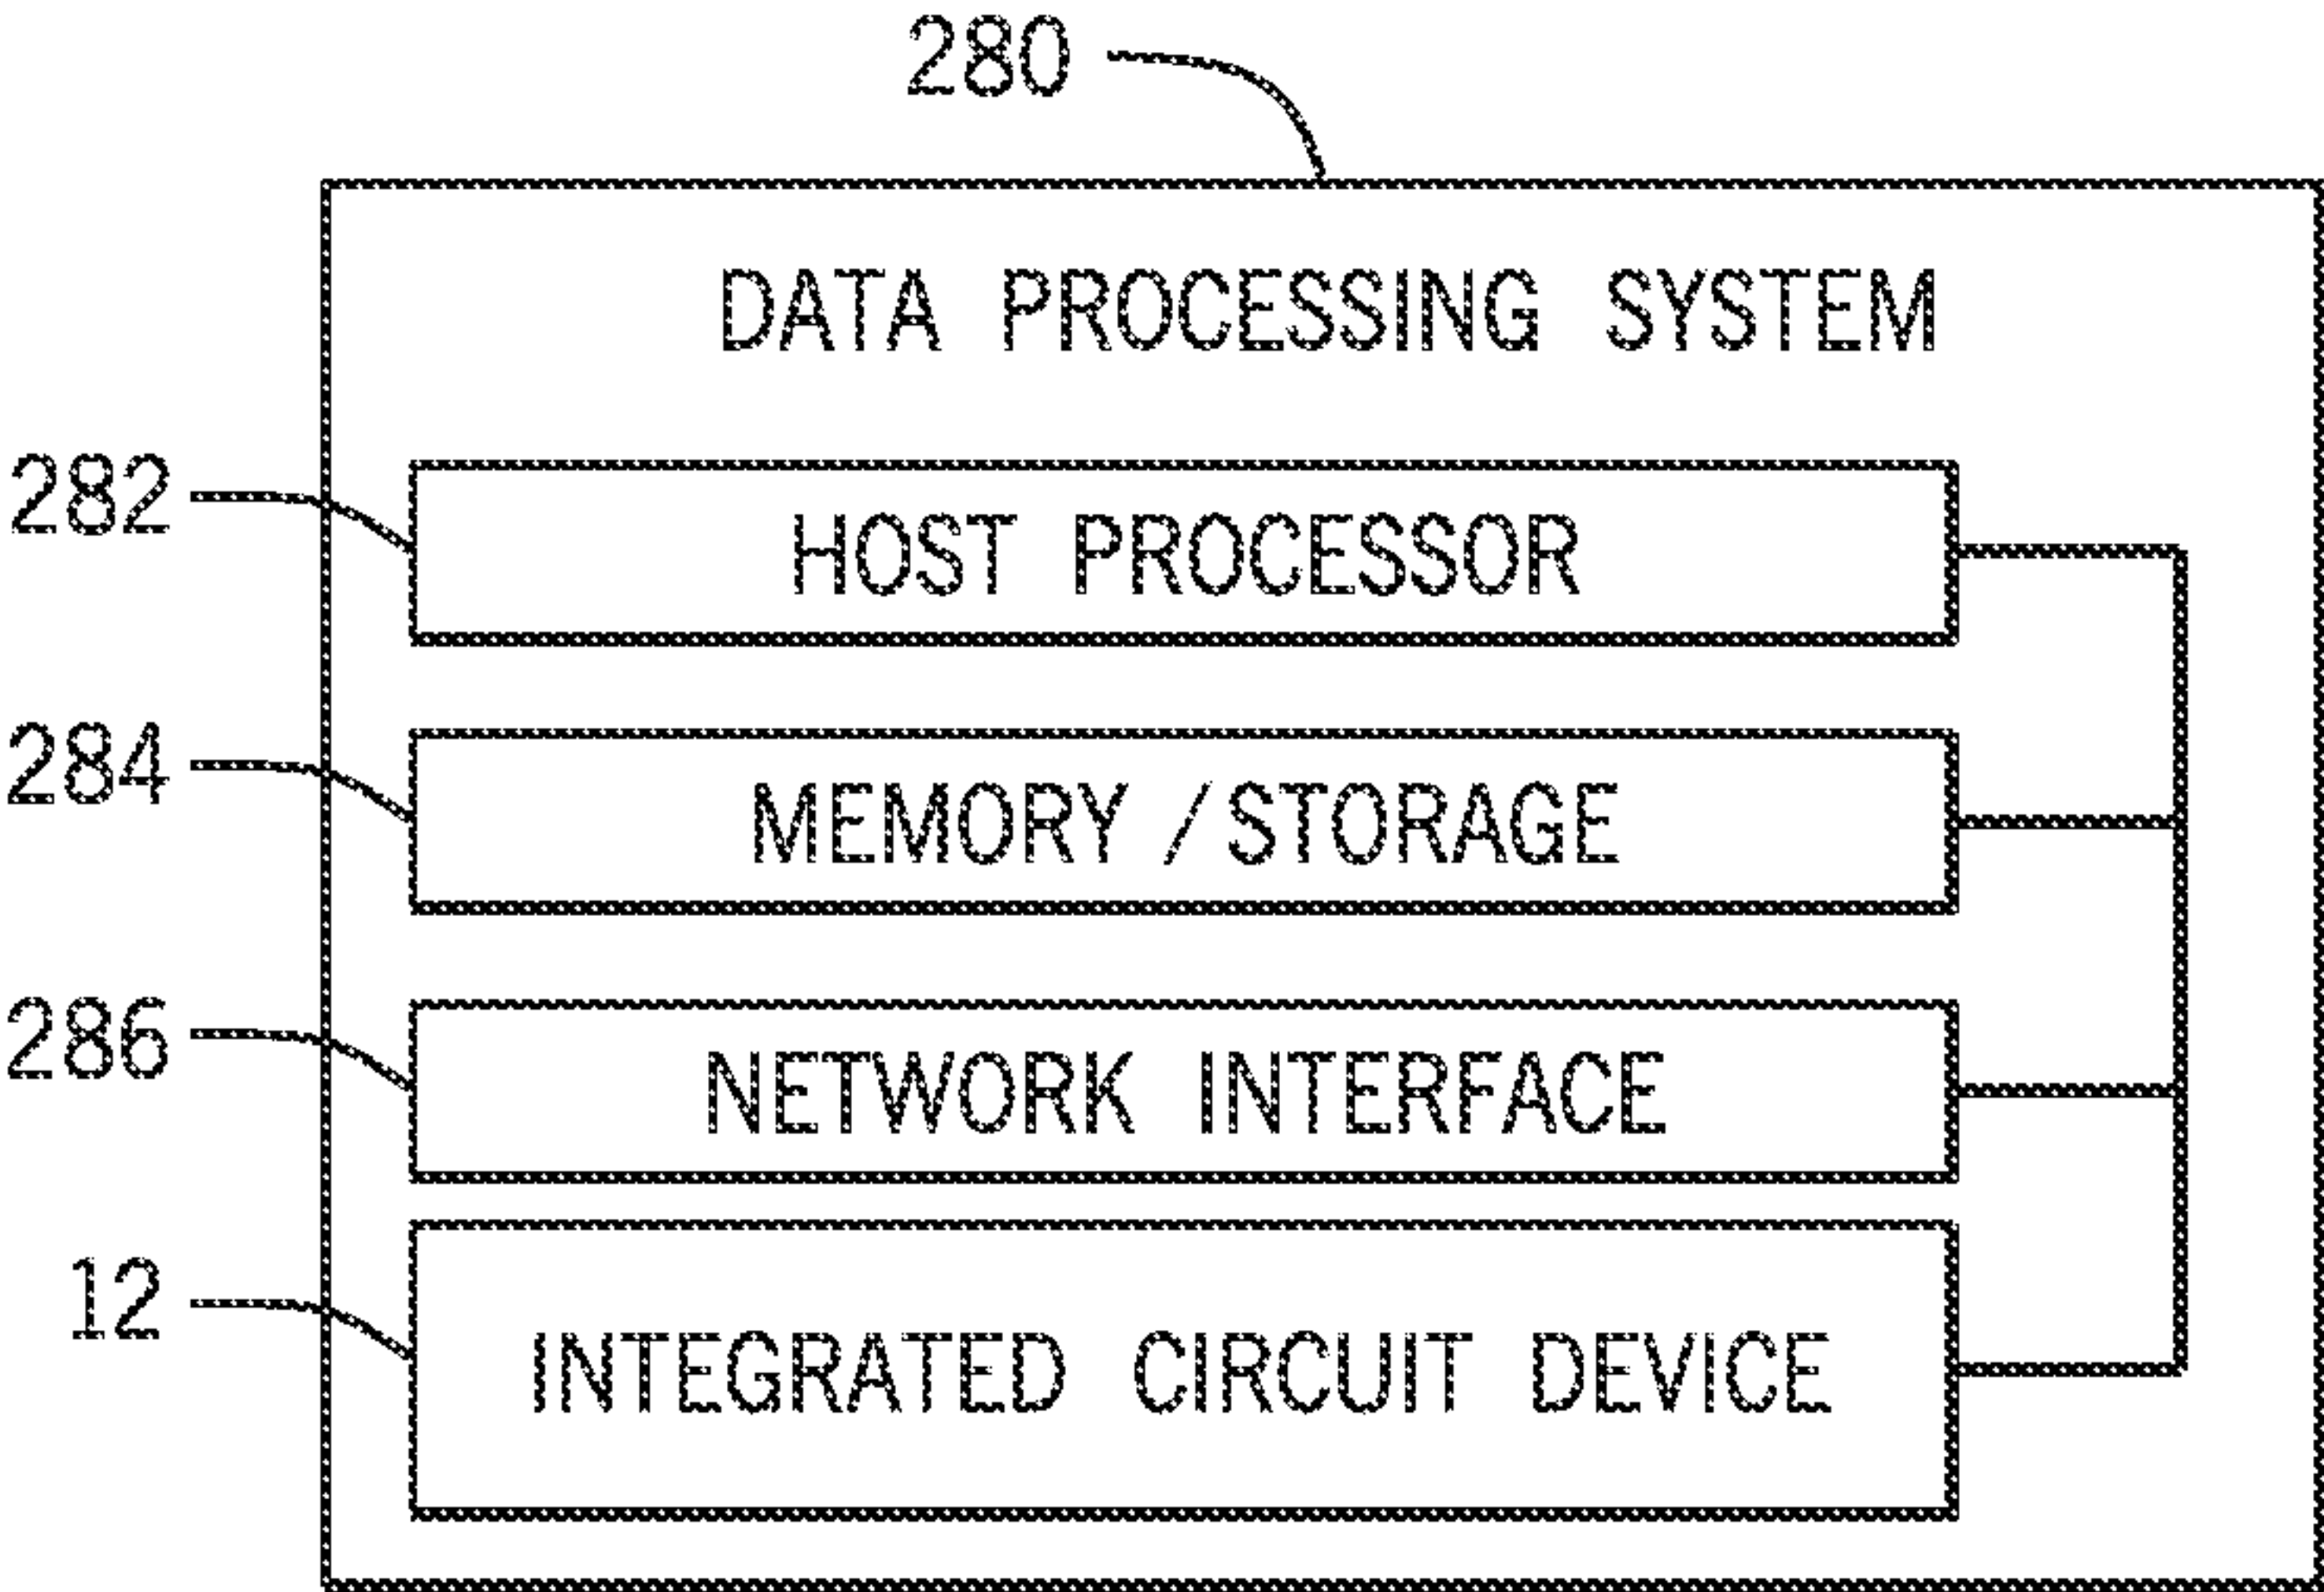 280
DATA PROCESSING SYSTEM
282
HOST PROCESSOR
284
MEMORY / STORAGE
286
NETWORK INTERFACE
12
INTEGRATED CIRCUIT DEVICE